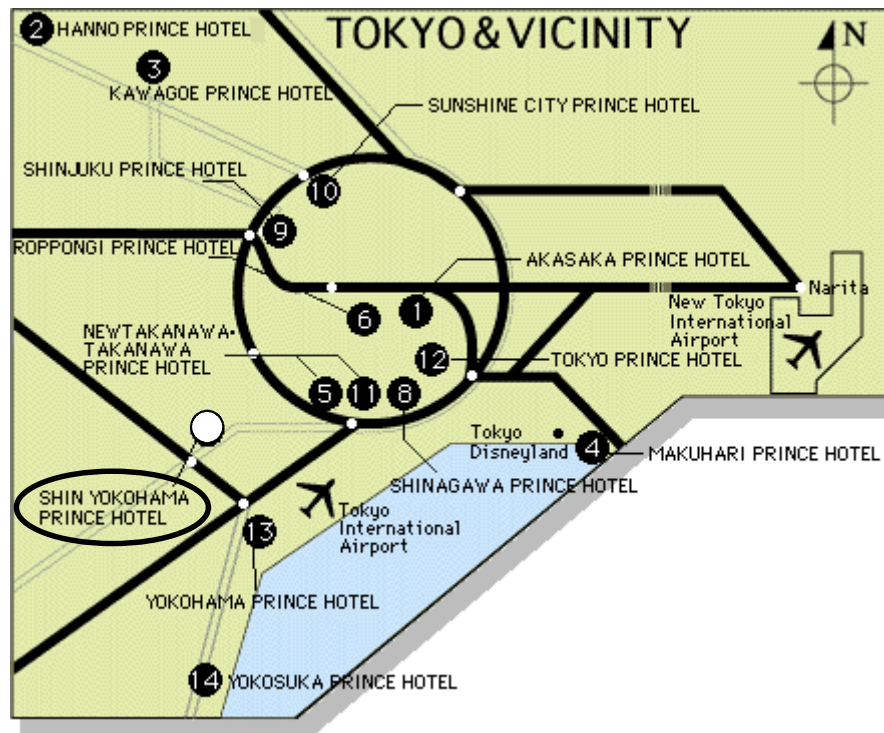 TOKYO & VICINITY
N
2 HANNO PRINCE HOTEL
3
KAWAGOE PRINCE HOTEL
SUNSHINE CITY PRINCE HOTEL
SHINJUKU PRINCE HOTEL
10
9
ROPPONGI PRINCE HOTEL
AKASAKA PRINCE HOTEL
Narita
New Tokyo
International
Airport
1
6
NEWTAKANAWA·
TAKANAWA
PRINCE HOTEL
12
TOKYO PRINCE HOTEL
5 11 8
Tokyo
Disneyland
4
MAKUHARI PRINCE HOTEL
SHINAGAWA PRINCE HOTEL
SHIN YOKOHAMA
PRINCE HOTEL
Tokyo
International
Airport
13
YOKOHAMA PRINCE HOTEL
14 YOKOSUKA PRINCE HOTEL